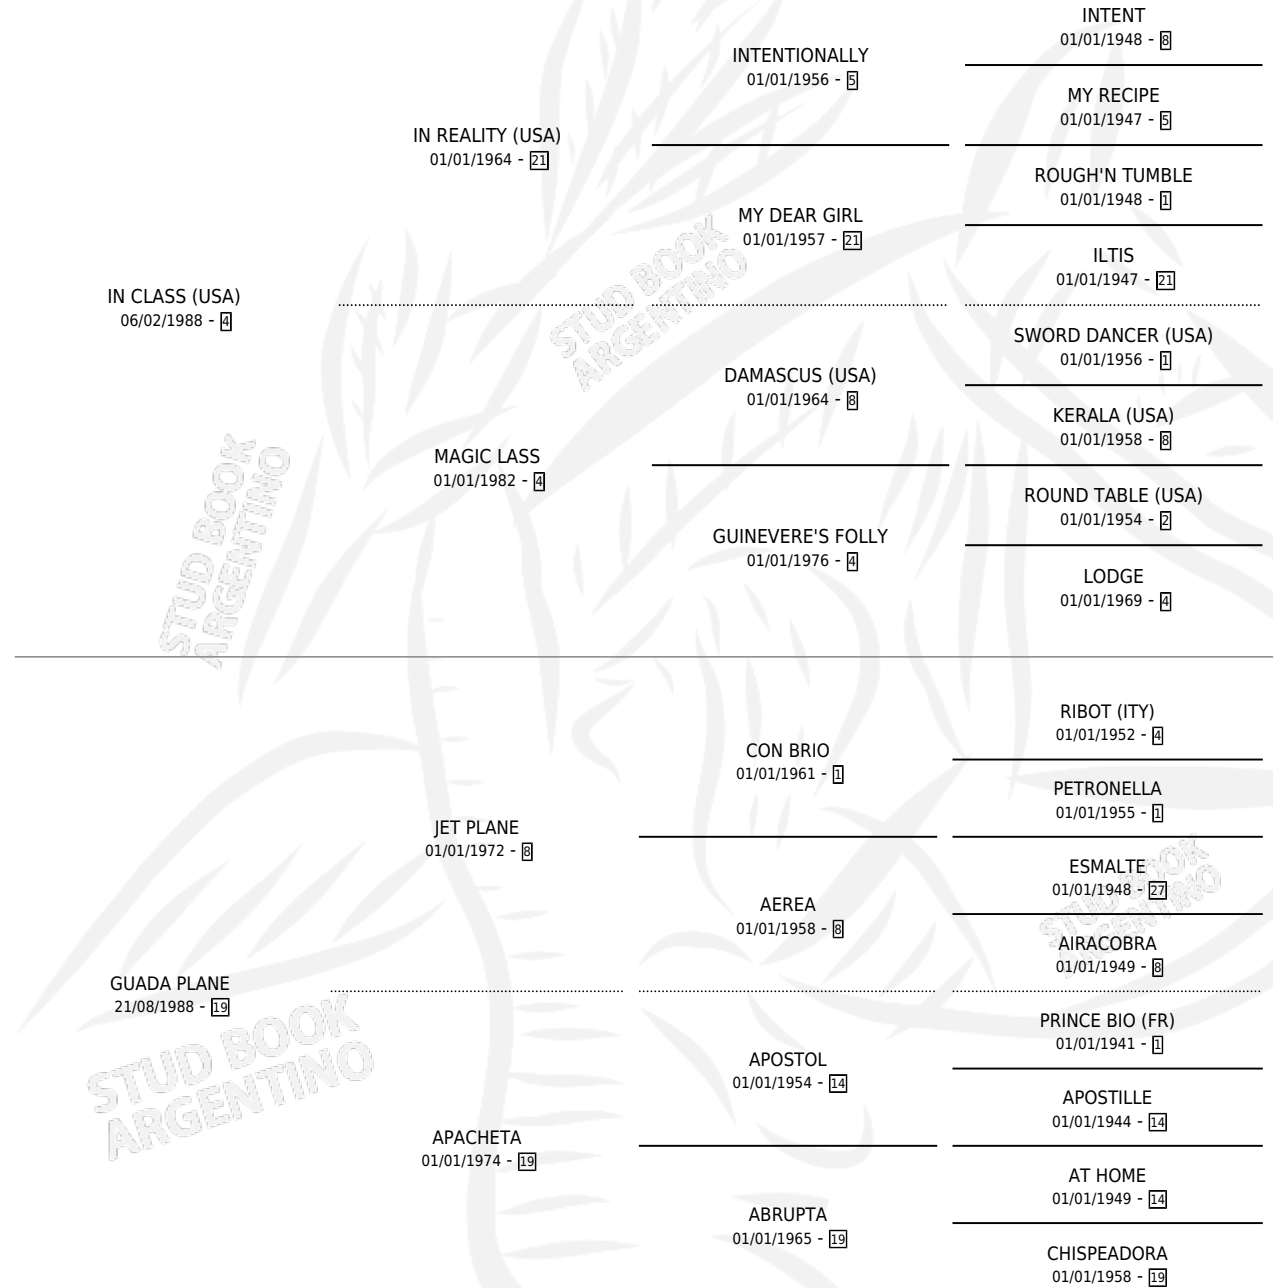 INTENT
01/01/1948 - 8
INTENTIONALLY
01/01/1956 - 5
MY RECIPE
01/01/1947 - 5
IN REALITY (USA)
01/01/1964 - 21
ROUGH'N TUMBLE
01/01/1948 - 1
MY DEAR GIRL
01/01/1957 - 21
ILTIS
01/01/1947 - 21
IN CLASS (USA)
06/02/1988 - 4
STUD BOOK
ARGENTINO
SWORD DANCER (USA)
01/01/1956 - 1
DAMASCUS (USA)
01/01/1964 - 8
KERALA (USA)
01/01/1958 - 8
MAGIC LASS
01/01/1982 - 4
ROUND TABLE (USA)
01/01/1954 - 2
GUINEVERE'S FOLLY
01/01/1976 - 4
LODGE
01/01/1969 - 4
STUD BOOK
ARGENTINO
RIBOT (ITY)
01/01/1952 - 4
CON BRIO
01/01/1961 - 1
PETRONELLA
01/01/1955 - 1
JET PLANE
01/01/1972 - 8
ESMALTE
01/01/1948 - 27
AEREA
01/01/1958 - 8
STUD BOOK
ARGENTINO
AIRACOBRA
01/01/1949 - 8
GUADA PLANE
21/08/1988 - 19
PRINCE BIO (FR)
01/01/1941 - 1
STUD BOOK
ARGENTINO
APOSTOL
01/01/1954 - 14
APOSTILLE
01/01/1944 - 14
APACHETA
01/01/1974 - 19
AT HOME
01/01/1949 - 14
ABRUPTA
01/01/1965 - 19
CHISPEADORA
01/01/1958 - 19